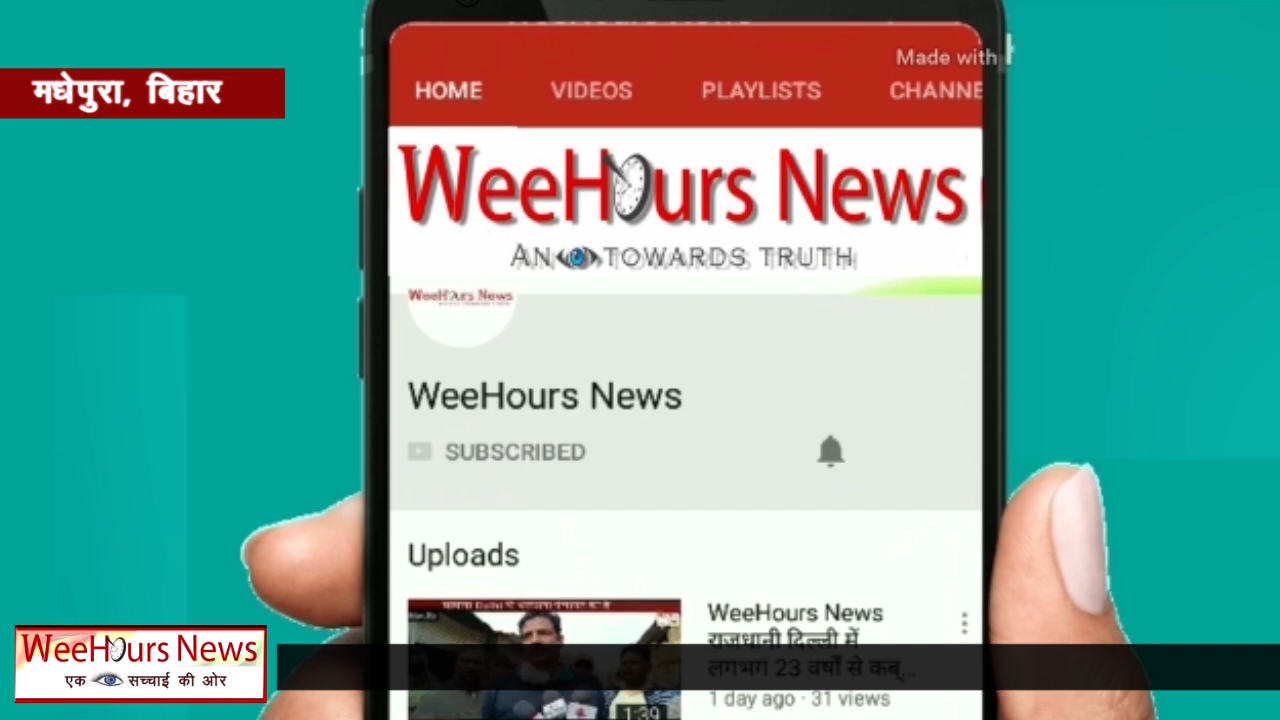 Made with
मधेपुरा, बिहार
HOME VIDEOS PLAYLISTS CHANNE
WeeHours News
AN TOWARDS TRUTH
WeeHours News
WeeHours News
SUBSCRIBED
Uploads
WeeHours News
राजधानी दिल्ली में
लगभग 23 वर्षों से कब्...
1 day ago · 31 views
1:39
WeeHours News
एक सच्चाई की ओर